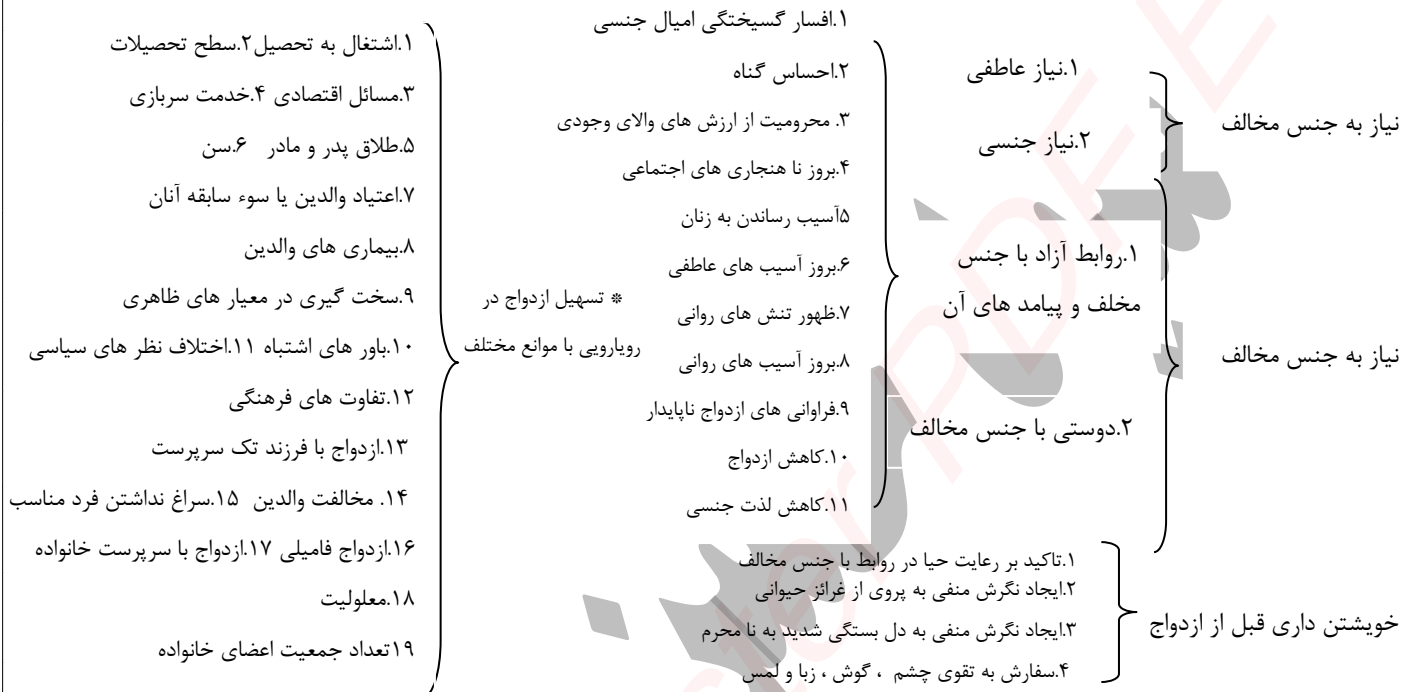 نیاز به جنس مخالف
۱.نیاز عاطفی
۲.نیاز جنسی
نیاز به جنس مخالف
۱.روابط آزاد با جنس
مخلف و پیامد های آن
۲.دوستی با جنس مخالف
۱.افسار گسیختگی امیال جنسی
۲.احساس گناه
۳. محرومیت از ارزش های والای وجودی
۴.بروز نا هنجاری های اجتماعی
۵آسیب رساندن به زنان
۶.بروز آسیب های عاطفی
۷.ظهور تنش های روانی
۸.بروز آسیب های روانی
۹.فراوانی های ازدواج ناپایدار
۱۰.کاهش ازدواج
۱۱.کاهش لذت جنسی
خویشتن داری قبل از ازدواج
۱.تاکید بر رعایت حیا در روابط با جنس مخالف
۲.ایجاد نگرش منفی به پروی از غرائز حیوانی
۳.ایجاد نگرش منفی به دل بستگی شدید به نا محرم
۴.سفارش به تقوی چشم ، گوش ، زبا و لمس
* تسهیل ازدواج در
رویارویی با موانع مختلف
۱.اشتغال به تحصیل۲.سطح تحصیلات
۳.مسائل اقتصادی ۴.خدمت سربازی
۵.طلاق پدر و مادر ۶.سن
۷.اعتیاد والدین یا سوء سابقه آنان
۸.بیماری های والدین
۹.سخت گیری در معیار های ظاهری
۱۰.باور های اشتباه ۱۱.اختلاف نظر های سیاسی
۱۲.تفاوت های فرهنگی
۱۳.ازدواج با فرزند تک سرپرست
۱۴. مخالفت والدین ۱۵.سراغ نداشتن فرد مناسب
۱۶.ازدواج فامیلی ۱۷.ازدواج با سرپرست خانواده
۱۸.معلولیت
۱۹تعداد جمعیت اعضای خانواده